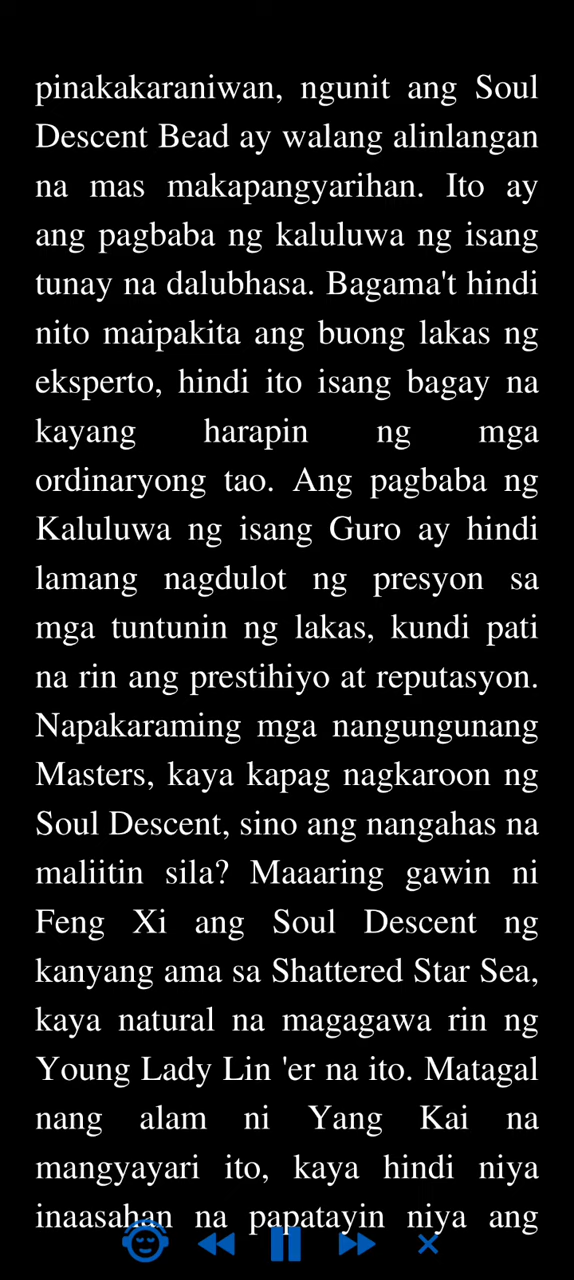 pinakakaraniwan, ngunit ang Soul
Descent Bead ay walang alinlangan
na mas makapangyarihan. Ito ay
ang pagbaba ng kaluluwa ng isang
tunay na dalubhasa. Bagama't hindi
nito maipakita ang buong lakas ng
eksperto, hindi ito isang bagay na
kayang harapin ng mga
ordinaryong tao. Ang pagbaba ng
Kaluluwa ng isang Guro ay hindi
lamang nagdulot ng presyon sa
mga tuntunin ng lakas, kundi pati
na rin ang prestihiyo at reputasyon.
Napakaraming mga nangungunang
Masters, kaya kapag nagkaroon ng
Soul Descent, sino ang nangahas na
maliitin sila? Maaaring gawin ni
Feng Xi ang Soul Descent ng
kanyang ama sa Shattered Star Sea,
kaya natural na magagawa rin ng
Young Lady Lin 'er na ito. Matagal
nang alam ni Yang Kai na
mangyayari ito, kaya hindi niya
inaasahan na papatayin niya ang